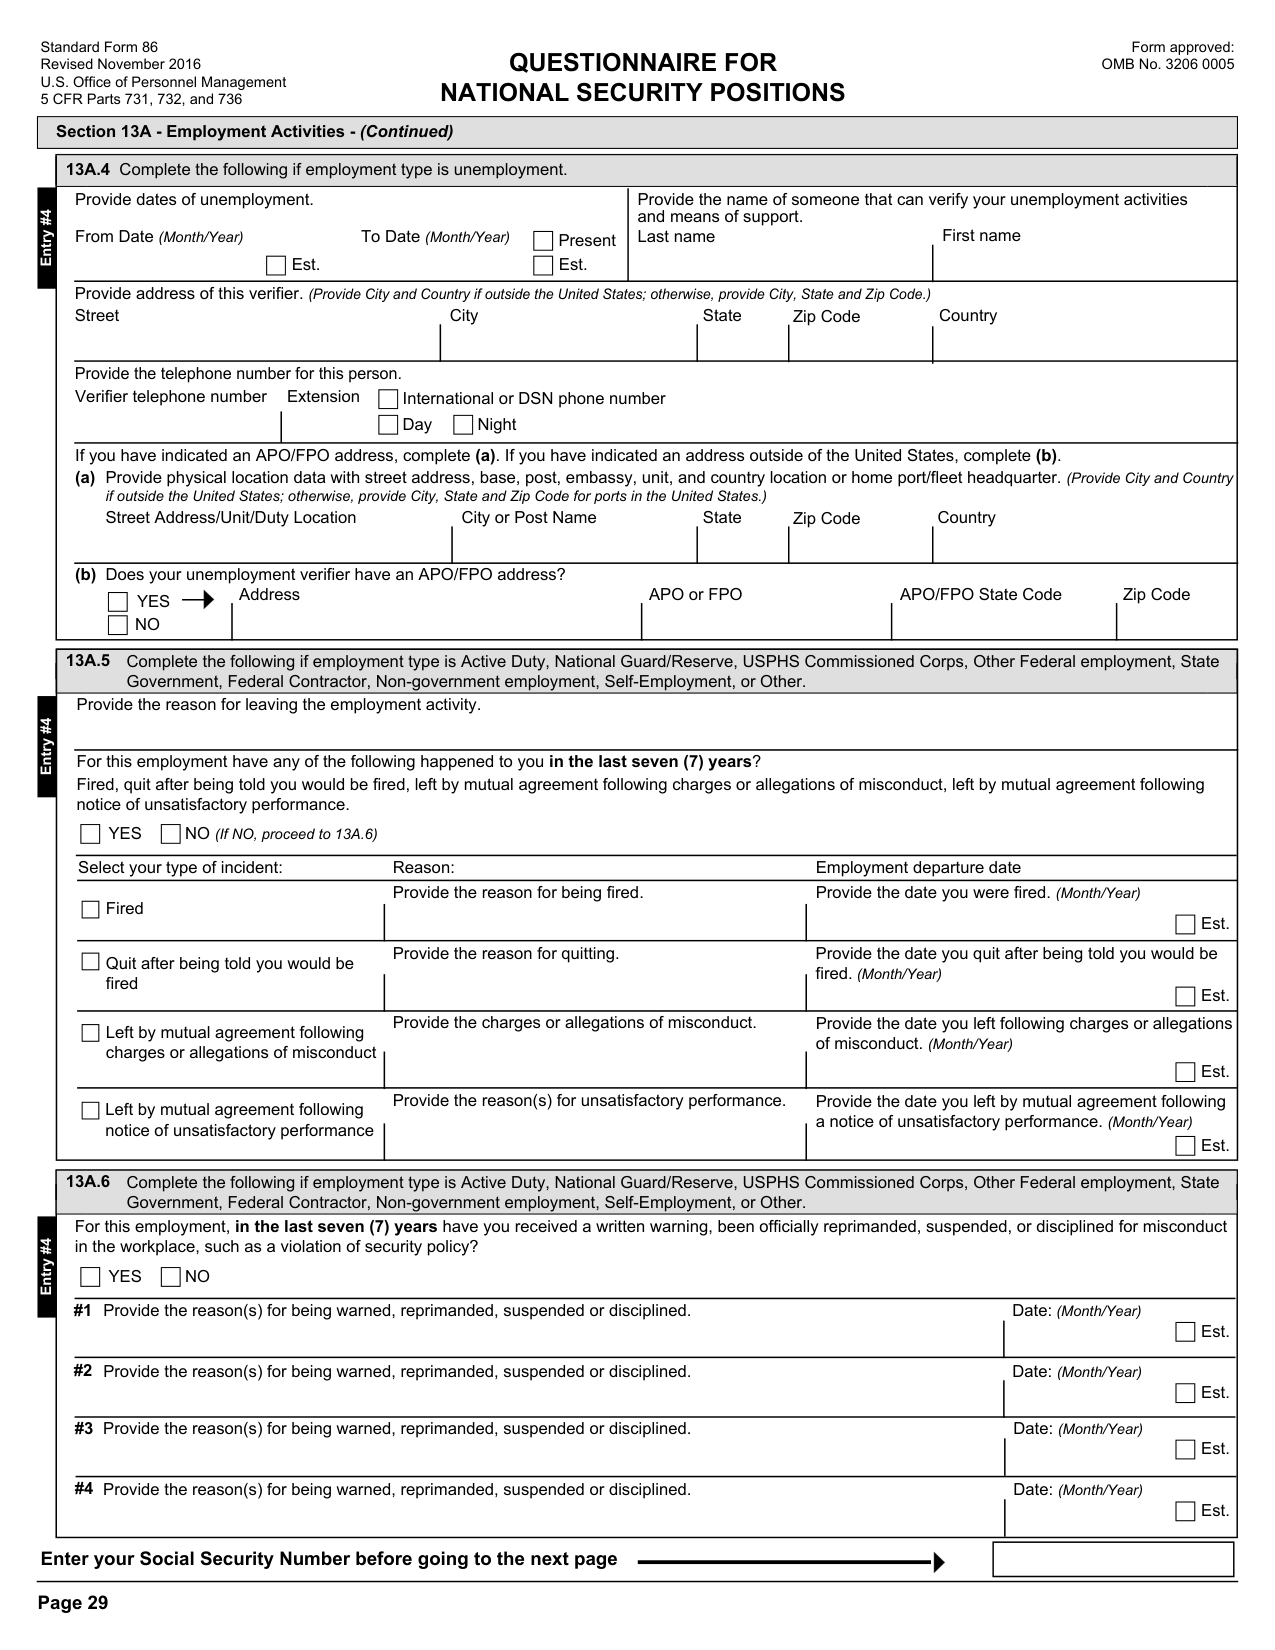 Standard Form 86
Revised November 2016
U.S. Office of Personnel Management
5 CFR Parts 731, 732, and 736
QUESTIONNAIRE FOR
NATIONAL SECURITY POSITIONS
Form approved:
OMB No. 3206 0005
Section 13A - Employment Activities - (Continued)
13A.4 Complete the following if employment type is unemployment.
Entry #4
Provide dates of unemployment.
From Date (Month/Year)
Est.
To Date (Month/Year)
Present
Est.
Provide the name of someone that can verify your unemployment activities
and means of support.
Last name
First name
Provide address of this verifier. (Provide City and Country if outside the United States; otherwise, provide City, State and Zip Code.)
Street City State Zip Code Country
Provide the telephone number for this person.
Verifier telephone number Extension International or DSN phone number
Day Night
If you have indicated an APO/FPO address, complete (a). If you have indicated an address outside of the United States, complete (b).
(a) Provide physical location data with street address, base, post, embassy, unit, and country location or home port/fleet headquarter. (Provide City and Country
if outside the United States; otherwise, provide City, State and Zip Code for ports in the United States.)
Street Address/Unit/Duty Location City or Post Name State Zip Code Country
(b) Does your unemployment verifier have an APO/FPO address?
YES Address APO or FPO APO/FPO State Code Zip Code
NO
13A.5 Complete the following if employment type is Active Duty, National Guard/Reserve, USPHS Commissioned Corps, Other Federal employment, State
Government, Federal Contractor, Non-government employment, Self-Employment, or Other.
Entry #4
Provide the reason for leaving the employment activity.
For this employment have any of the following happened to you in the last seven (7) years?
Fired, quit after being told you would be fired, left by mutual agreement following charges or allegations of misconduct, left by mutual agreement following
notice of unsatisfactory performance.
YES NO (If NO, proceed to 13A.6)
Select your type of incident: Reason: Employment departure date
Fired
Provide the reason for being fired.
Provide the date you were fired. (Month/Year)
Est.
Quit after being told you would be
fired
Provide the reason for quitting.
Provide the date you quit after being told you would be
fired. (Month/Year)
Est.
Left by mutual agreement following
charges or allegations of misconduct
Provide the charges or allegations of misconduct.
Provide the date you left following charges or allegations
of misconduct. (Month/Year)
Est.
Left by mutual agreement following
notice of unsatisfactory performance
Provide the reason(s) for unsatisfactory performance.
Provide the date you left by mutual agreement following
a notice of unsatisfactory performance. (Month/Year)
Est.
13A.6 Complete the following if employment type is Active Duty, National Guard/Reserve, USPHS Commissioned Corps, Other Federal employment, State
Government, Federal Contractor, Non-government employment, Self-Employment, or Other.
Entry #4
For this employment, in the last seven (7) years have you received a written warning, been officially reprimanded, suspended, or disciplined for misconduct
in the workplace, such as a violation of security policy?
YES NO
#1 Provide the reason(s) for being warned, reprimanded, suspended or disciplined. Date: (Month/Year)
Est.
#2 Provide the reason(s) for being warned, reprimanded, suspended or disciplined. Date: (Month/Year)
Est.
#3 Provide the reason(s) for being warned, reprimanded, suspended or disciplined. Date: (Month/Year)
Est.
#4 Provide the reason(s) for being warned, reprimanded, suspended or disciplined. Date: (Month/Year)
Est.
Enter your Social Security Number before going to the next page
Page 29